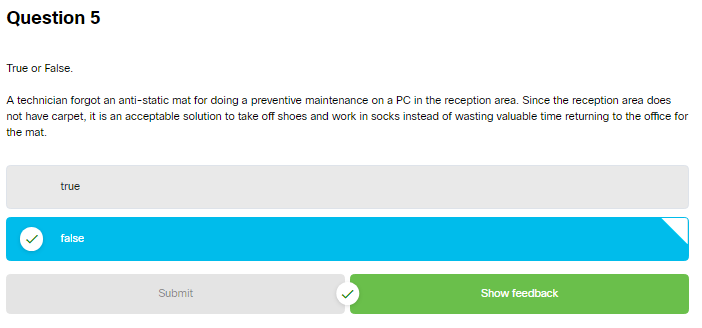 Question 5
True or False.
A technician forgot an anti-static mat for doing a preventive maintenance on a PC in the reception area. Since the reception area does
not have carpet, it is an acceptable solution to take off shoes and work in socks instead of wasting valuable time returning to the office for
the mat.
true
false
Submit
Show feedback